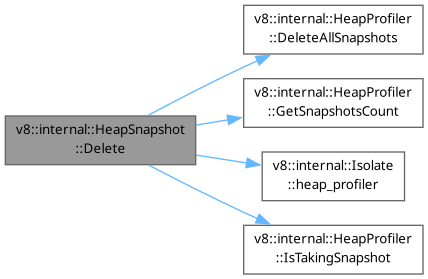 v8::internal::HeapSnapshot
::Delete
v8::internal::HeapProfiler
::DeleteAllSnapshots
v8::internal::HeapProfiler
::GetSnapshotsCount
v8::internal::Isolate
::heap_profiler
v8::internal::HeapProfiler
::IsTakingSnapshot